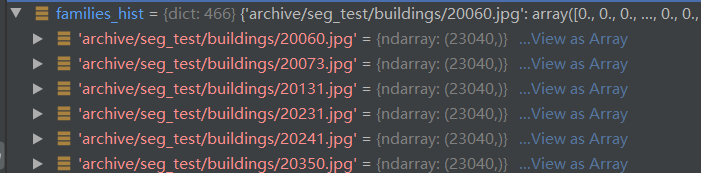 families_hist = {dict: 466} {'archive/seg_test/buildings/20060.jpg': array([0., 0., 0., ..., 0., 0.,
'archive/seg_test/buildings/20060.jpg' = {ndarray: (23040,)} ...View as Array
'archive/seg_test/buildings/20073.jpg' = {ndarray: (23040,)} ...View as Array
'archive/seg_test/buildings/20131.jpg' = {ndarray: (23040,)} ...View as Array
'archive/seg_test/buildings/20231.jpg' = {ndarray: (23040,)} ...View as Array
'archive/seg_test/buildings/20241.jpg' = {ndarray: (23040,)} ...View as Array
'archive/seg_test/buildings/20350.jpg' = {ndarray: (23040,)} ...View as Array